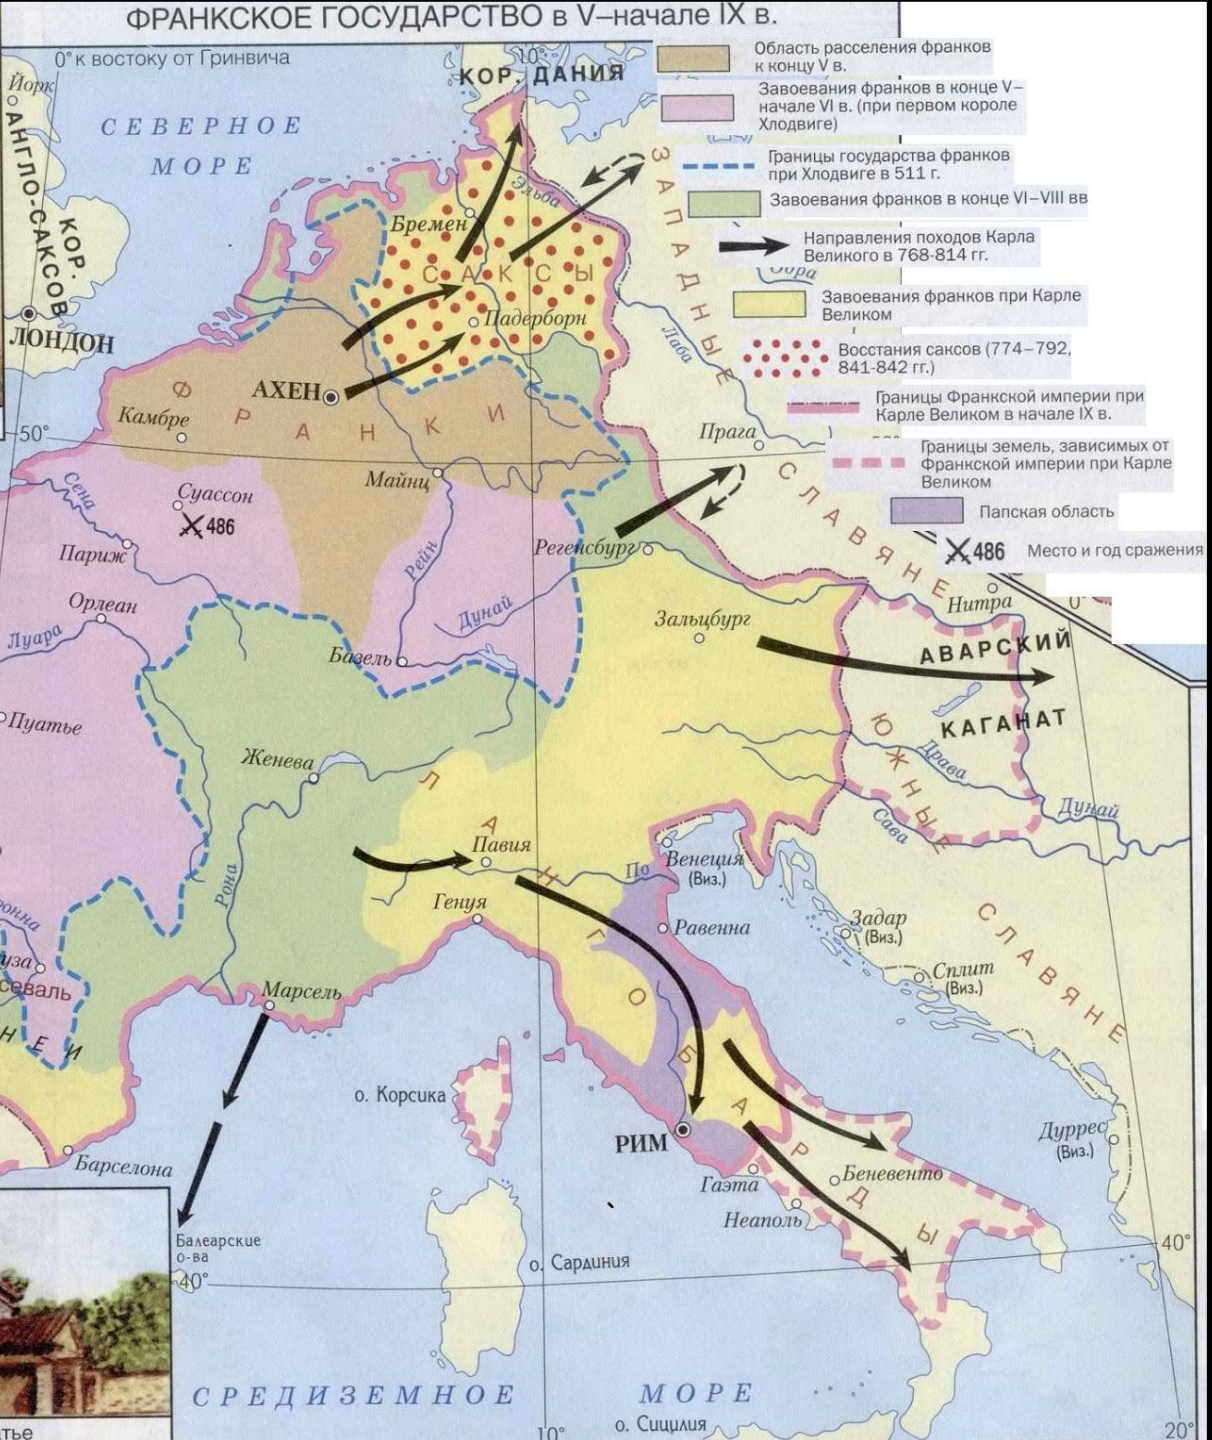 ФРАНКСКОЕ ГОСУДАРСТВО в V–начале IX в.
0° к востоку от Гринвича
10°
Йорк
АНГЛО-САКСОВ
КОР.
ЛОНДОН
СЕВЕРНОЕ
МОРЕ
КОР. ДАНИЯ
Область расселения франков
к концу V в.
Завоевания франков в конце V–
начале VI в. (при первом короле
Хлодвиге)
Границы государства франков
при Хлодвиге в 511 г.
Завоевания франков в конце VI–VIII вв
Направления походов Карла
Великого в 768-814 гг.
Завоевания франков при Карле
Великом
Восстания саксов (774–792,
841-842 гг.)
Границы Франкской империи при
Карле Великом в начале IX в.
Границы земель, зависимых от
Франкской империи при Карле
Великом
Папская область
486 Место и год сражения
ЗАПАДНЫЕ
СЛАВЯНЕ
Одра
Эльба
Бремен
САКСЫ
Падерборн
Лаба
АХЕН
ФРАНКИ
Камбре
50°
Прага
Майнц
Сена
Суассон
486
Париж
Рейн
Регенсбург
Орлеан
Луара
Дунай
Базель
Зальцбург
Нитра
0°
АВАРСКИЙ
КАГАНАТ
Пуатье
Женева
ЮЖНЫЕ
СЛАВЯНЕ
Драва
Дунай
Сава
ЛАНГОБАРДЫ
Павия
По
Венеция
(Виз.)
Рона
Генуя
Равенна
Задар
(Виз.)
Сплит
(Виз.)
онна
уза
севаль
НЕИ
Марсель
о. Корсика
РИМ
Дуррес
(Виз.)
Барселона
Гаэта
Беневенто
Неаполь
Балеарские
о-ва
40°
о. Сардиния
40°
СРЕДИЗЕМНОЕ МОРЕ
о. Сицилия
10°
20°
тье